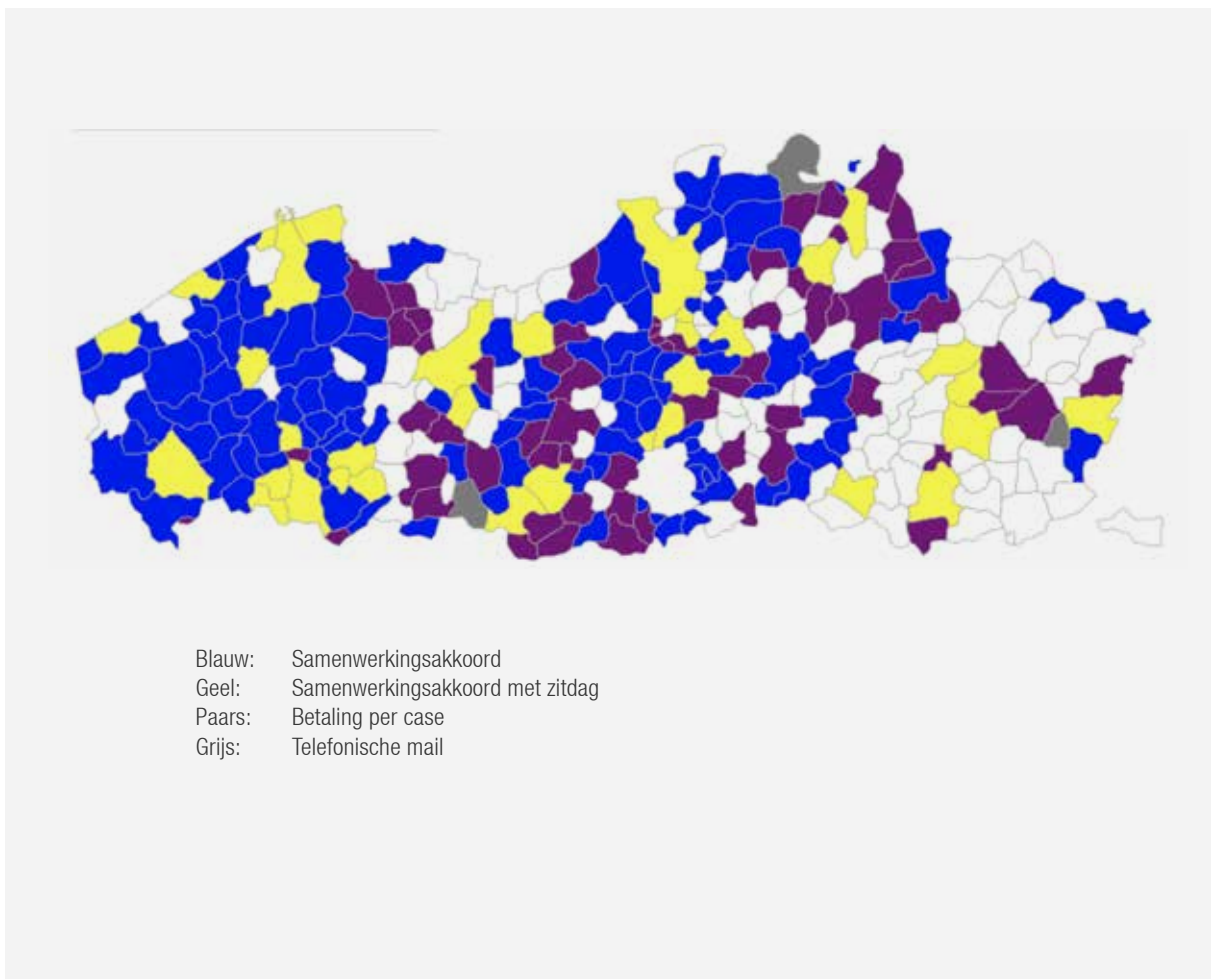 Blauw: Samenwerkingsakkoord
Geel: Samenwerkingsakkoord met zitdag
Paars: Betaling per case
Grijs: Telefonische mail